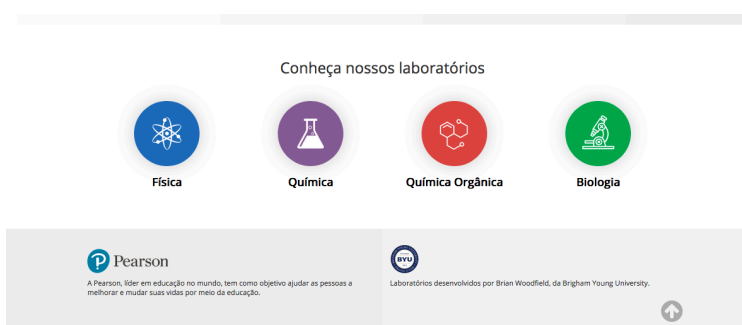 Conheça nossos laboratórios
Física
Química
Química Orgânica
Biologia
Pearson
A Pearson, líder em educação no mundo, tem como objetivo ajudar as pessoas a
melhorar e mudar suas vidas por meio da educação.
BYU
Laboratórios desenvolvidos por Brian Woodfield, da Brigham Young University.